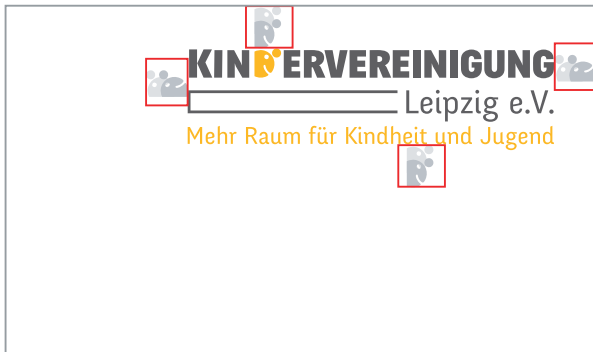 KINDERVEREINIGUNG
Leipzig e.V.
Mehr Raum für Kindheit und Jugend